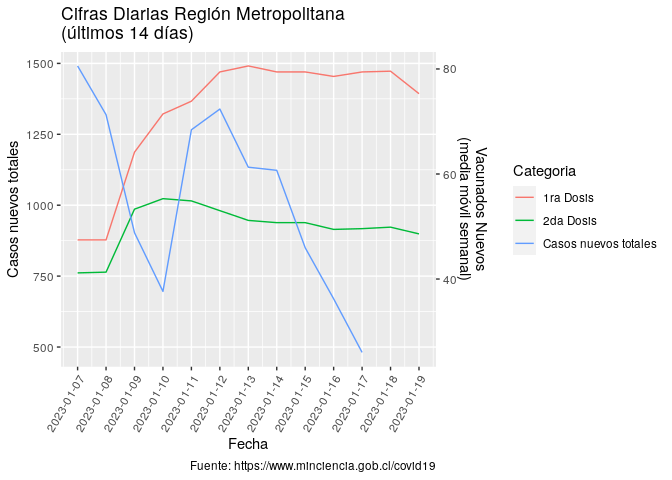 Cifras Diarias Región Metropolitana
(últimos 14 días)
Casos nuevos totales
1500
1250
1000
750
500
80
60
40
Vacunados Nuevos
(media móvil semanal)
2023-01-07
2023-01-08
2023-01-09
2023-01-10
2023-01-11
2023-01-12
2023-01-13
2023-01-14
2023-01-15
2023-01-16
2023-01-17
2023-01-18
2023-01-19
Fecha
Categoria
1ra Dosis
2da Dosis
Casos nuevos totales
Fuente: https://www.minciencia.gob.cl/covid19